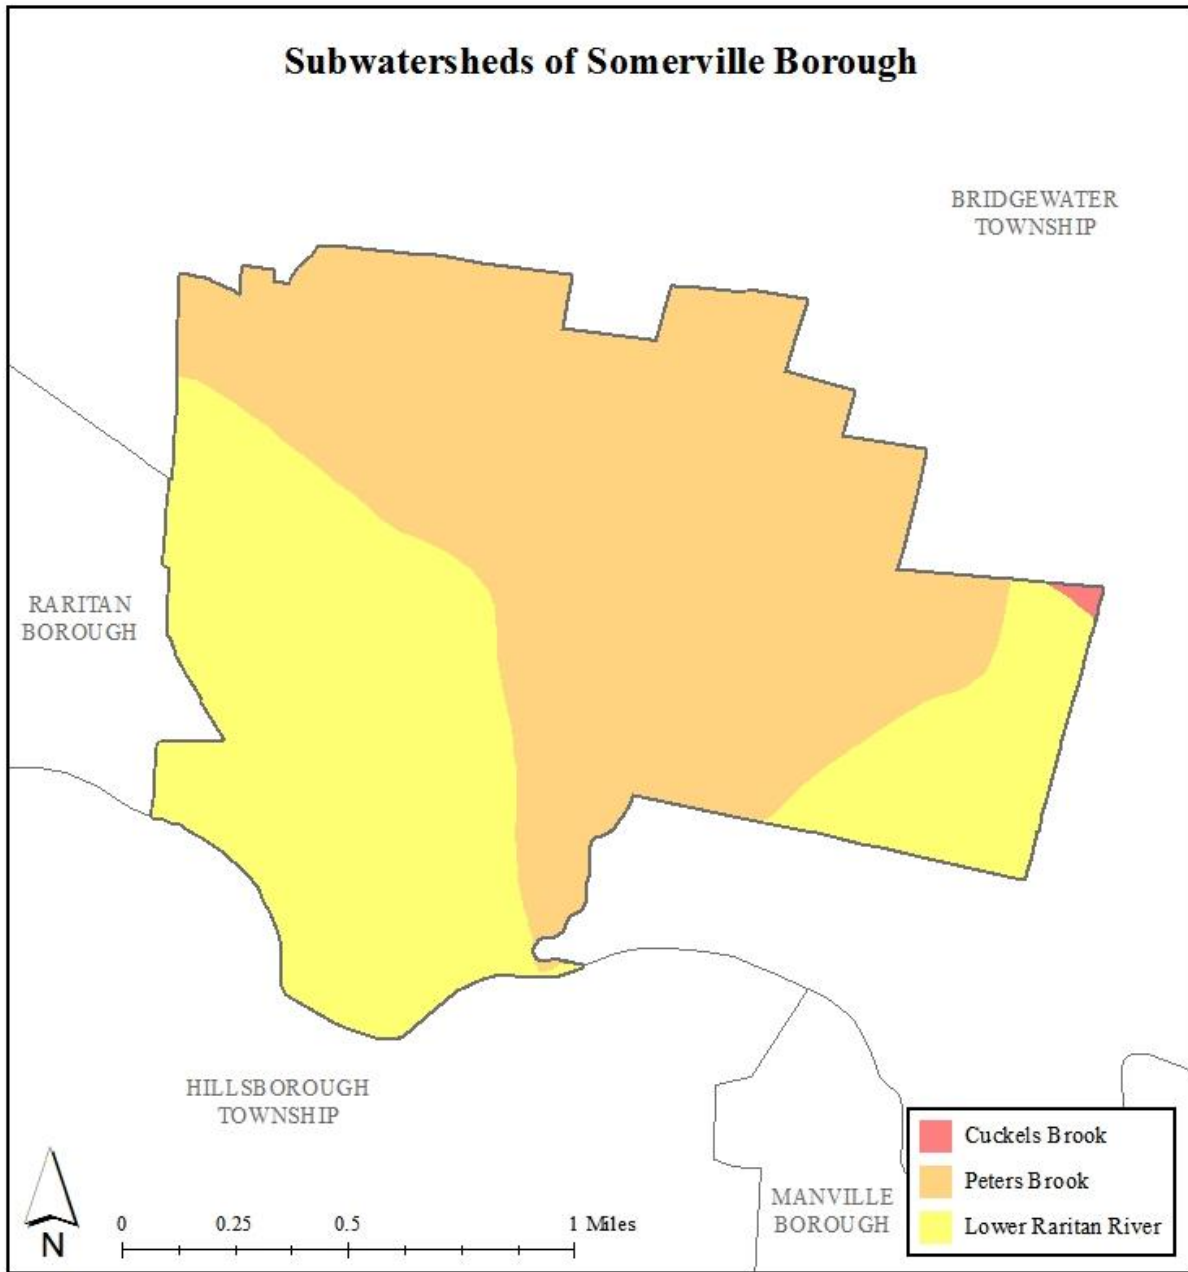 Subwatersheds of Somerville Borough
BRIDGEWATER
TOWNSHIP
RARITAN
BOROUGH
HILLSBOROUGH
TOWNSHIP
MANVILLE
BOROUGH
Cuckels Brook
Peters Brook
Lower Raritan River
N
0 0.25 0.5 1 Miles